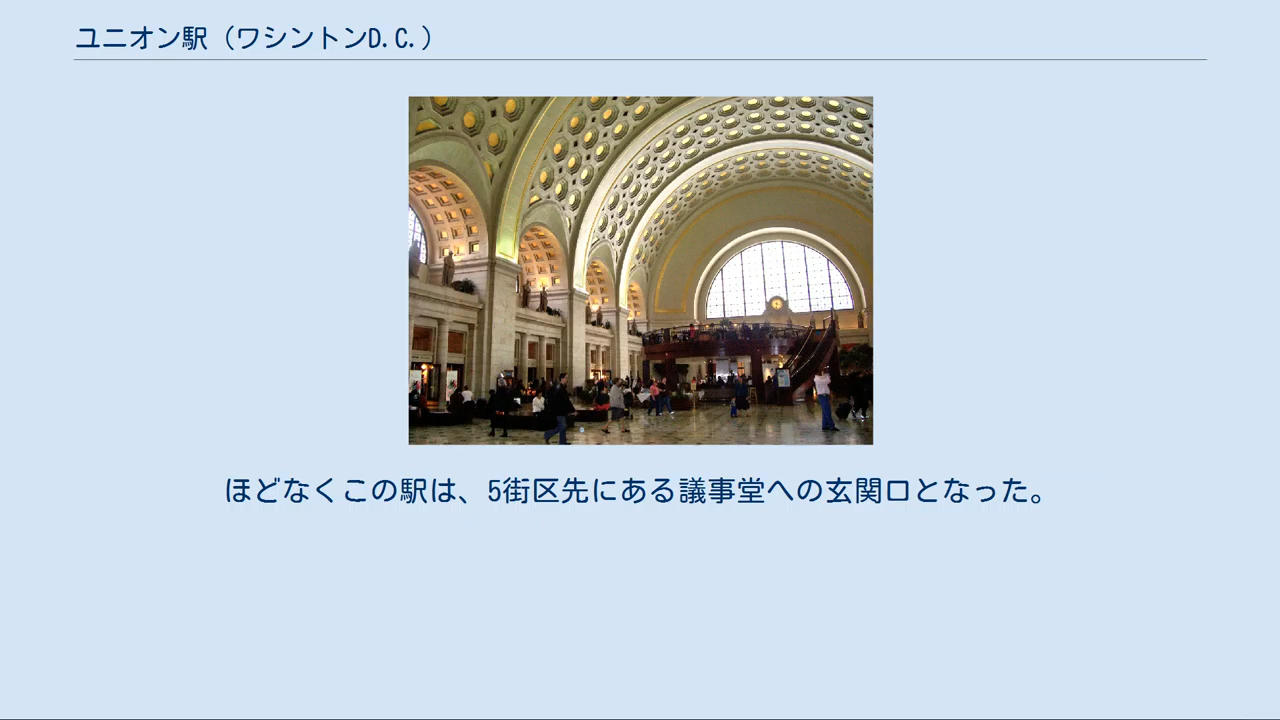 ユニオン駅（ワシントンD.C.）
ほどなくこの駅は、5街区先にある議事堂への玄関口となった。